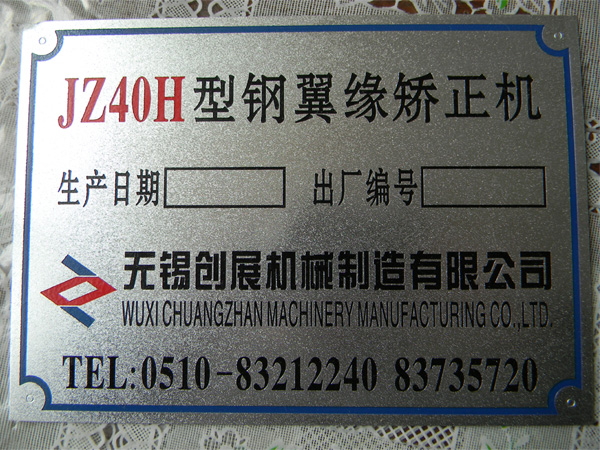 JZ40H型钢翼缘矫正机
生产日期 出厂编号
无锡创展机械制造有限公司
WUXI CHUANGZHAN MACHINERY MANUFACTURING CO.,LTD.
TEL:0510-83212240 83735720